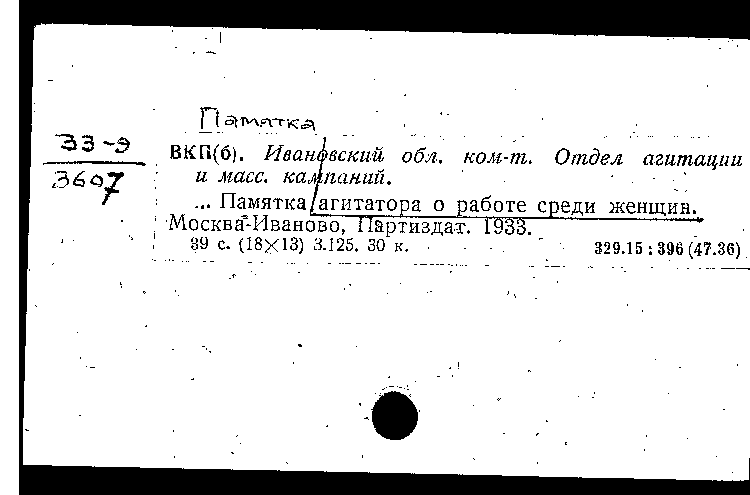 Памятка
33-9
3607
ВКП(б). Ивановский обл. ком-т. Отдел агитации
и масс. кампаний.
... Памятка агитатора о работе среди женщин.
Москва-Иваново, Партиздат. 1933.
39 с. (18×13) 3.125. 30 к. 329.15 : 396 (47.36)